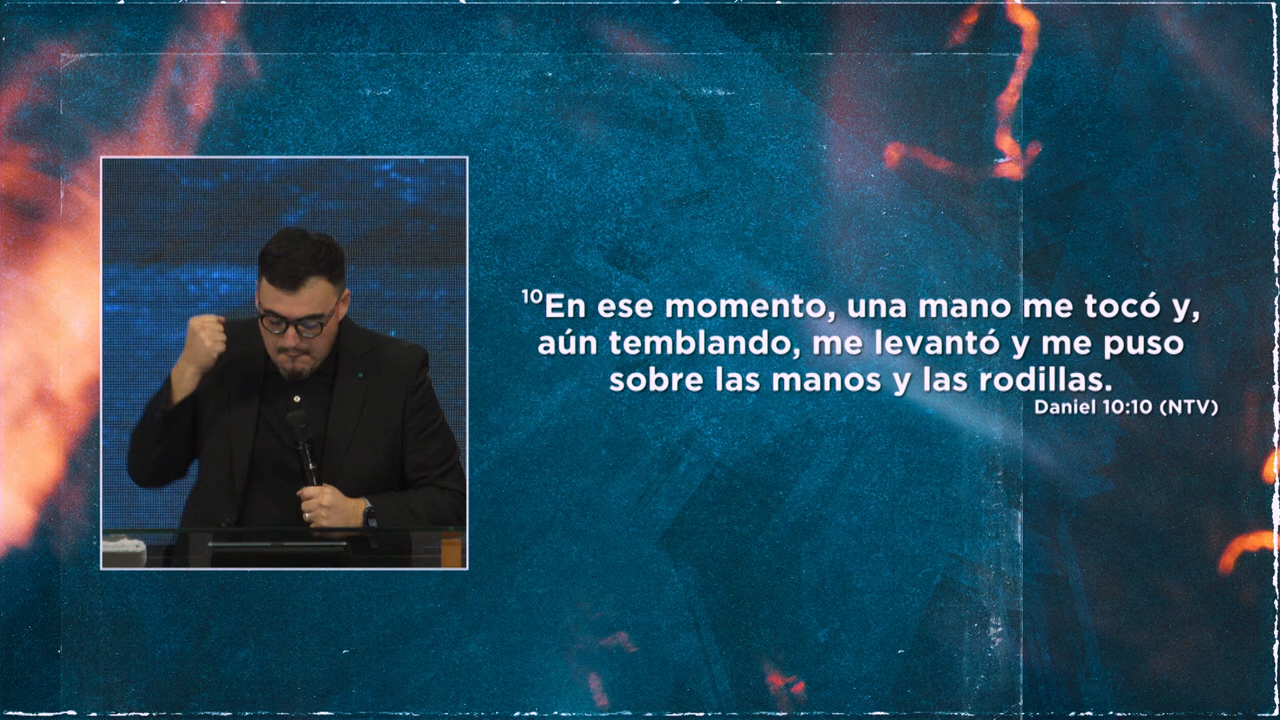 ¹⁰En ese momento, una mano me tocó y,
aún temblando, me levantó y me puso
sobre las manos y las rodillas.
Daniel 10:10 (NTV)